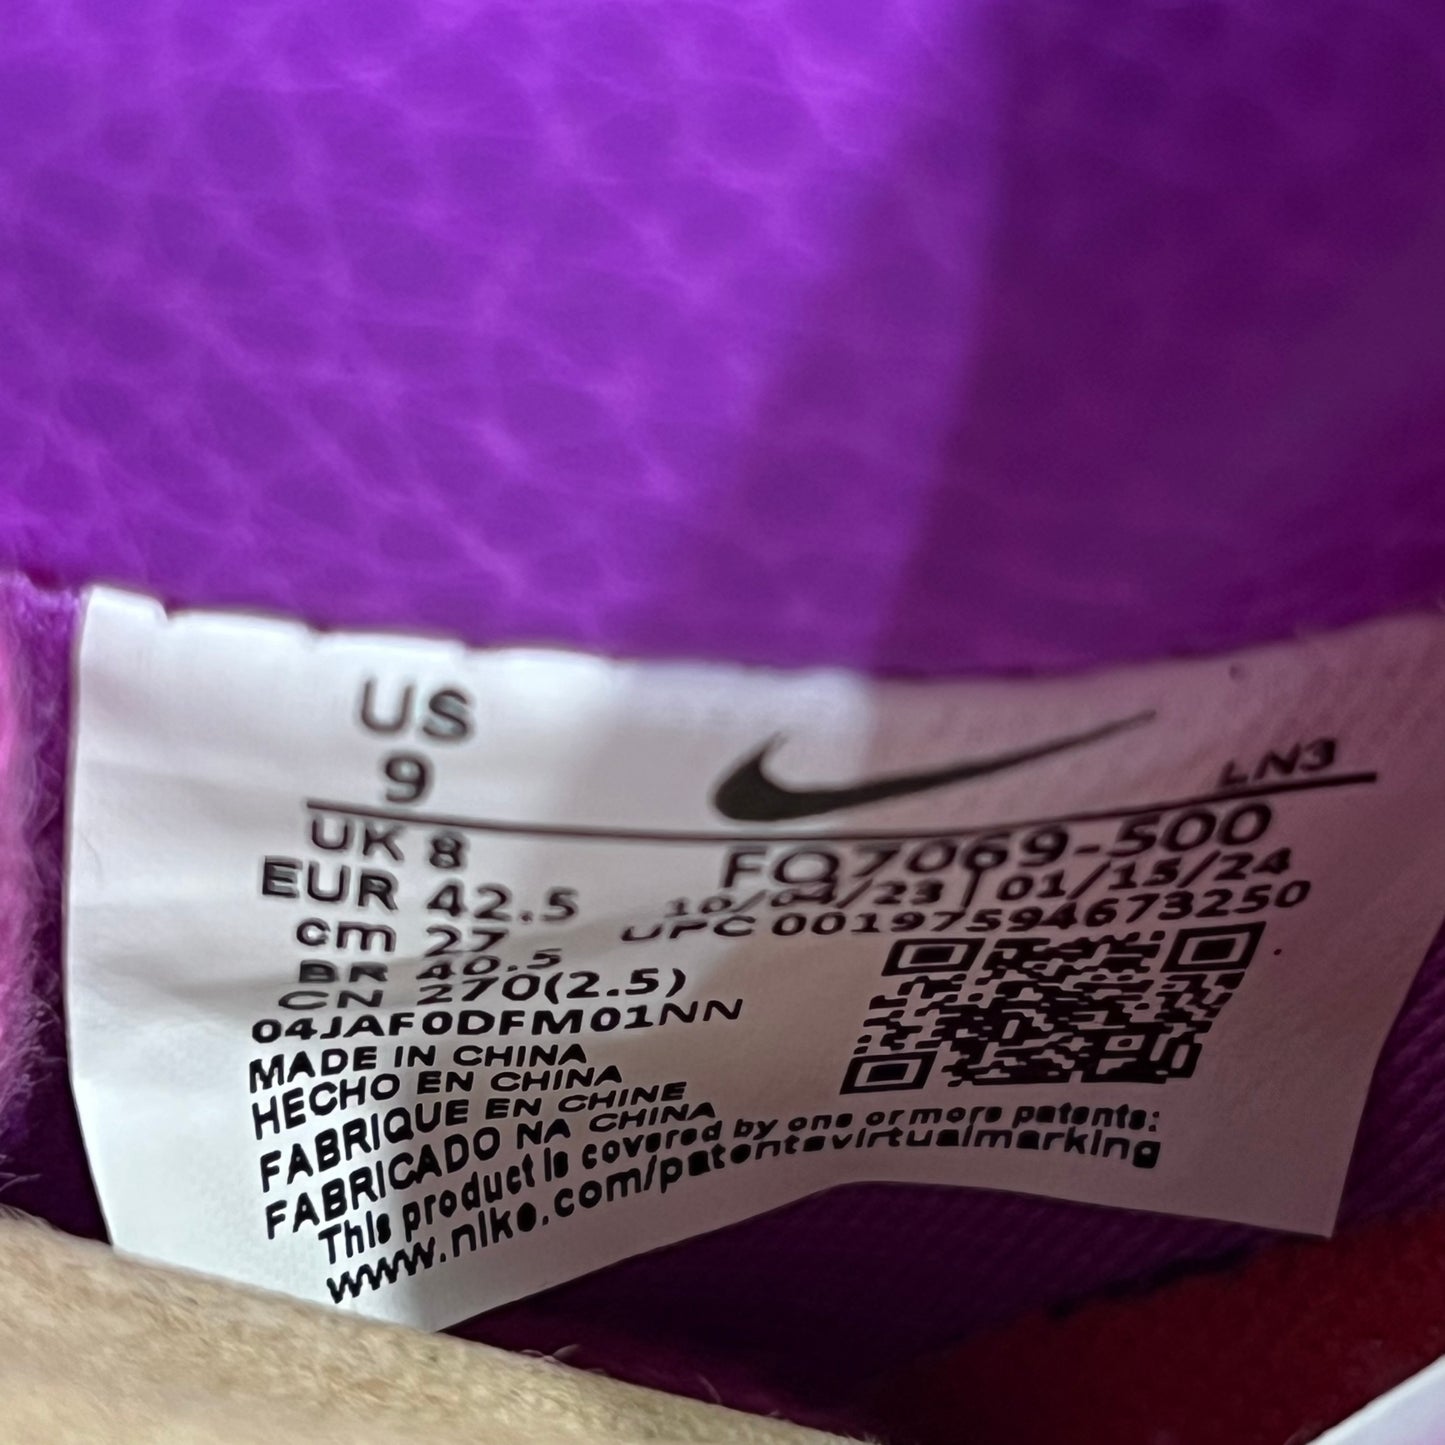 US
9
LN3
UK 8
EUR 42.5
cm 27
BR 40.5
CN 270(2.5)
FQ7069-500
10/04/23 | 01/15/24
UPC 00197594673250
04JAF0DFM01NN
MADE IN CHINA
HECHO EN CHINA
FABRIQUE EN CHINE
FABRICADO NA CHINA
This product is covered by one or more patents:
www.nike.com/patentsvirtualmarking